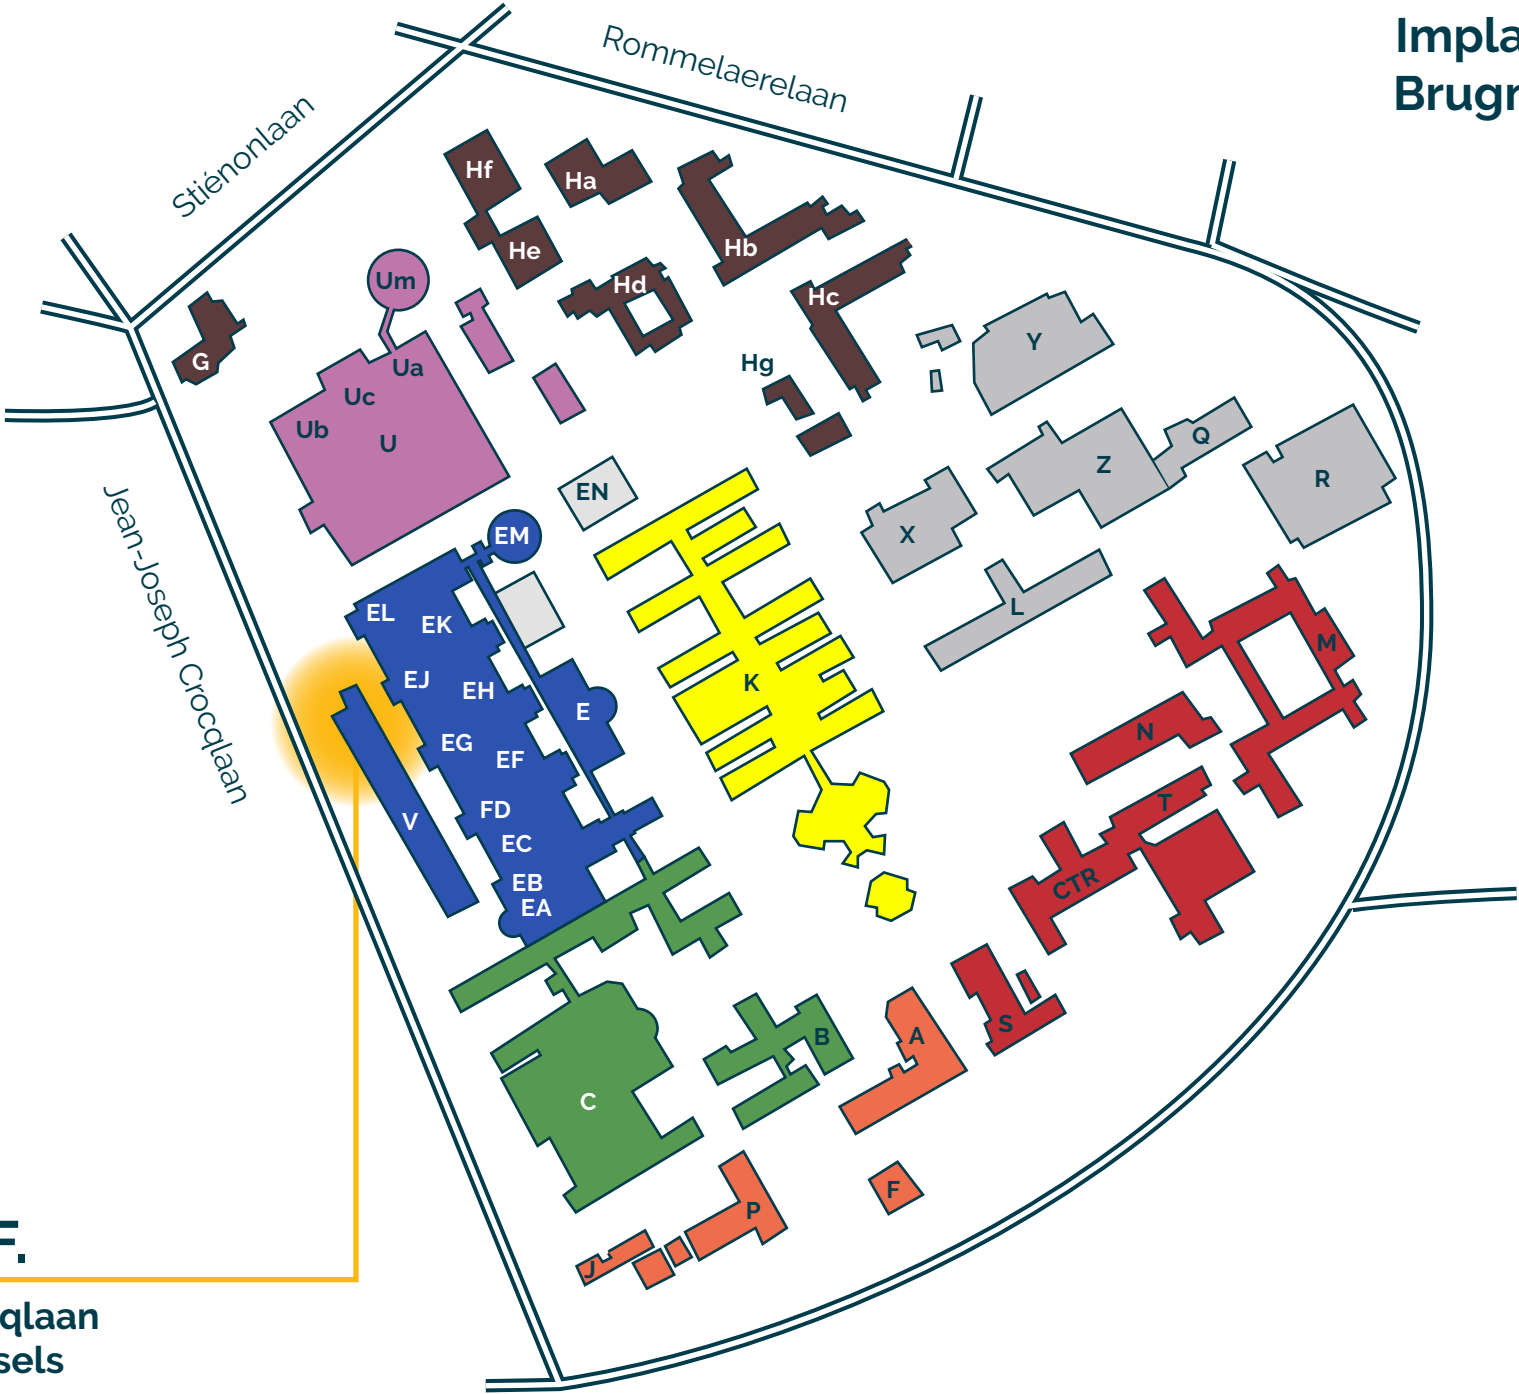 Impla
Brugr
Rommelaerelaan
Stiénonlaan
Jean-Joseph Crocqlaan
Hf
Ha
He
Hb
Hd
Hc
Hg
G
Um
Ua
Uc
Ub
U
Y
Q
Z
R
X
L
EN
EM
EL
EK
EJ
EH
E
EG
EF
FD
EC
EB
EA
V
K
M
N
T
CTR
S
A
B
C
F
P
J
F.
qlaan
sels